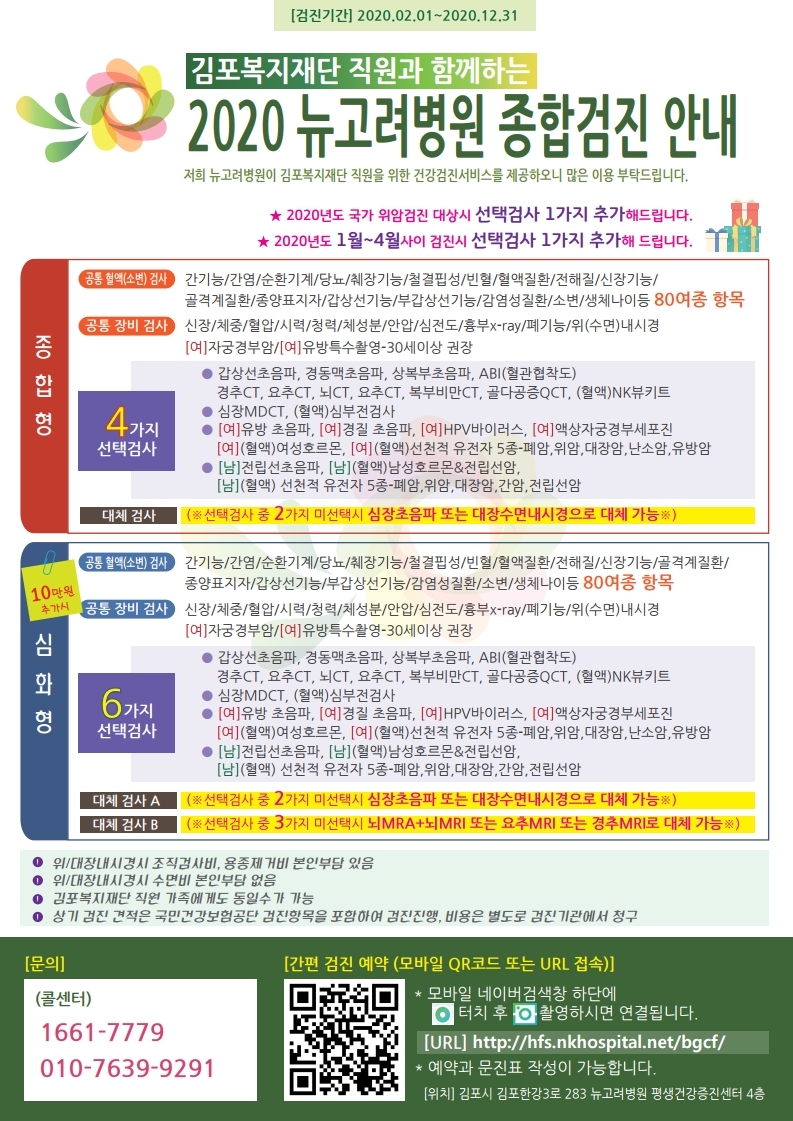 [검진기간] 2020.02.01~2020.12.31
김포복지재단 직원과 함께하는
2020 뉴고려병원 종합검진 안내
저희 뉴고려병원이 김포복지재단 직원을 위한 건강검진서비스를 제공하오니 많은 이용 부탁드립니다.
★ 2020년도 국가 위암검진 대상시 선택검사 1가지 추가해드립니다.
★ 2020년도 1월~4월사이 검진시 선택검사 1가지 추가해 드립니다.
종합형
공통 혈액(소변) 검사 간기능/간염/순환기계/당뇨/췌장기능/철결핍성/빈혈/혈액질환/전해질/신장기능/
골격계질환/종양표지자/갑상선기능/부갑상선기능/감염성질환/소변/생체나이등 80여종 항목
공통 장비 검사 신장/체중/혈압/시력/청력/체성분/안압/심전도/흉부x-ray/폐기능/위(수면)내시경
[여]자궁경부암/[여]유방특수촬영-30세이상 권장
4가지
선택검사
● 갑상선초음파, 경동맥초음파, 상복부초음파, ABI(혈관협착도)
경추CT, 요추CT, 뇌CT, 요추CT, 복부비만CT, 골다공증QCT, (혈액)NK뷰키트
● 심장MDCT, (혈액)심부전검사
● [여]유방 초음파, [여]경질 초음파, [여]HPV바이러스, [여]액상자궁경부세포진
[여](혈액)여성호르몬, [여](혈액)선천적 유전자 5종-폐암,위암,대장암,난소암,유방암
● [남]전립선초음파, [남](혈액)남성호르몬&전립선암,
[남](혈액) 선천적 유전자 5종-폐암,위암,대장암,간암,전립선암
대체 검사 (※선택검사 중 2가지 미선택시 심장초음파 또는 대장수면내시경으로 대체 가능※)
10만원
추가시
심화형
공통 혈액(소변) 검사 간기능/간염/순환기계/당뇨/췌장기능/철결핍성/빈혈/혈액질환/전해질/신장기능/골격계질환/
종양표지자/갑상선기능/부갑상선기능/감염성질환/소변/생체나이등 80여종 항목
공통 장비 검사 신장/체중/혈압/시력/청력/체성분/안압/심전도/흉부x-ray/폐기능/위(수면)내시경
[여]자궁경부암/[여]유방특수촬영-30세이상 권장
6가지
선택검사
● 갑상선초음파, 경동맥초음파, 상복부초음파, ABI(혈관협착도)
경추CT, 요추CT, 뇌CT, 요추CT, 복부비만CT, 골다공증QCT, (혈액)NK뷰키트
● 심장MDCT, (혈액)심부전검사
● [여]유방 초음파, [여]경질 초음파, [여]HPV바이러스, [여]액상자궁경부세포진
[여](혈액)여성호르몬, [여](혈액)선천적 유전자 5종-폐암,위암,대장암,난소암,유방암
● [남]전립선초음파, [남](혈액)남성호르몬&전립선암,
[남](혈액) 선천적 유전자 5종-폐암,위암,대장암,간암,전립선암
대체 검사 A (※선택검사 중 2가지 미선택시 심장초음파 또는 대장수면내시경으로 대체 가능※)
대체 검사 B (※선택검사 중 3가지 미선택시 뇌MRA+뇌MRI 또는 요추MRI 또는 경추MRI로 대체 가능※)
위/대장내시경시 조직검사비, 용종제거비 본인부담 있음
위/대장내시경시 수면비 본인부담 없음
김포복지재단 직원 가족에게도 동일수가 가능
상기 검진 견적은 국민건강보험공단 검진항목을 포함하여 검진진행, 비용은 별도로 검진기관에서 청구
[문의]
(콜센터)
1661-7779
010-7639-9291
[간편 검진 예약 (모바일 QR코드 또는 URL 접속)]
* 모바일 네이버검색창 하단에
터치 후 촬영하시면 연결됩니다.
[URL] http://hfs.nkhospital.net/bgcf/
* 예약과 문진표 작성이 가능합니다.
[위치] 김포시 김포한강3로 283 뉴고려병원 평생건강증진센터 4층